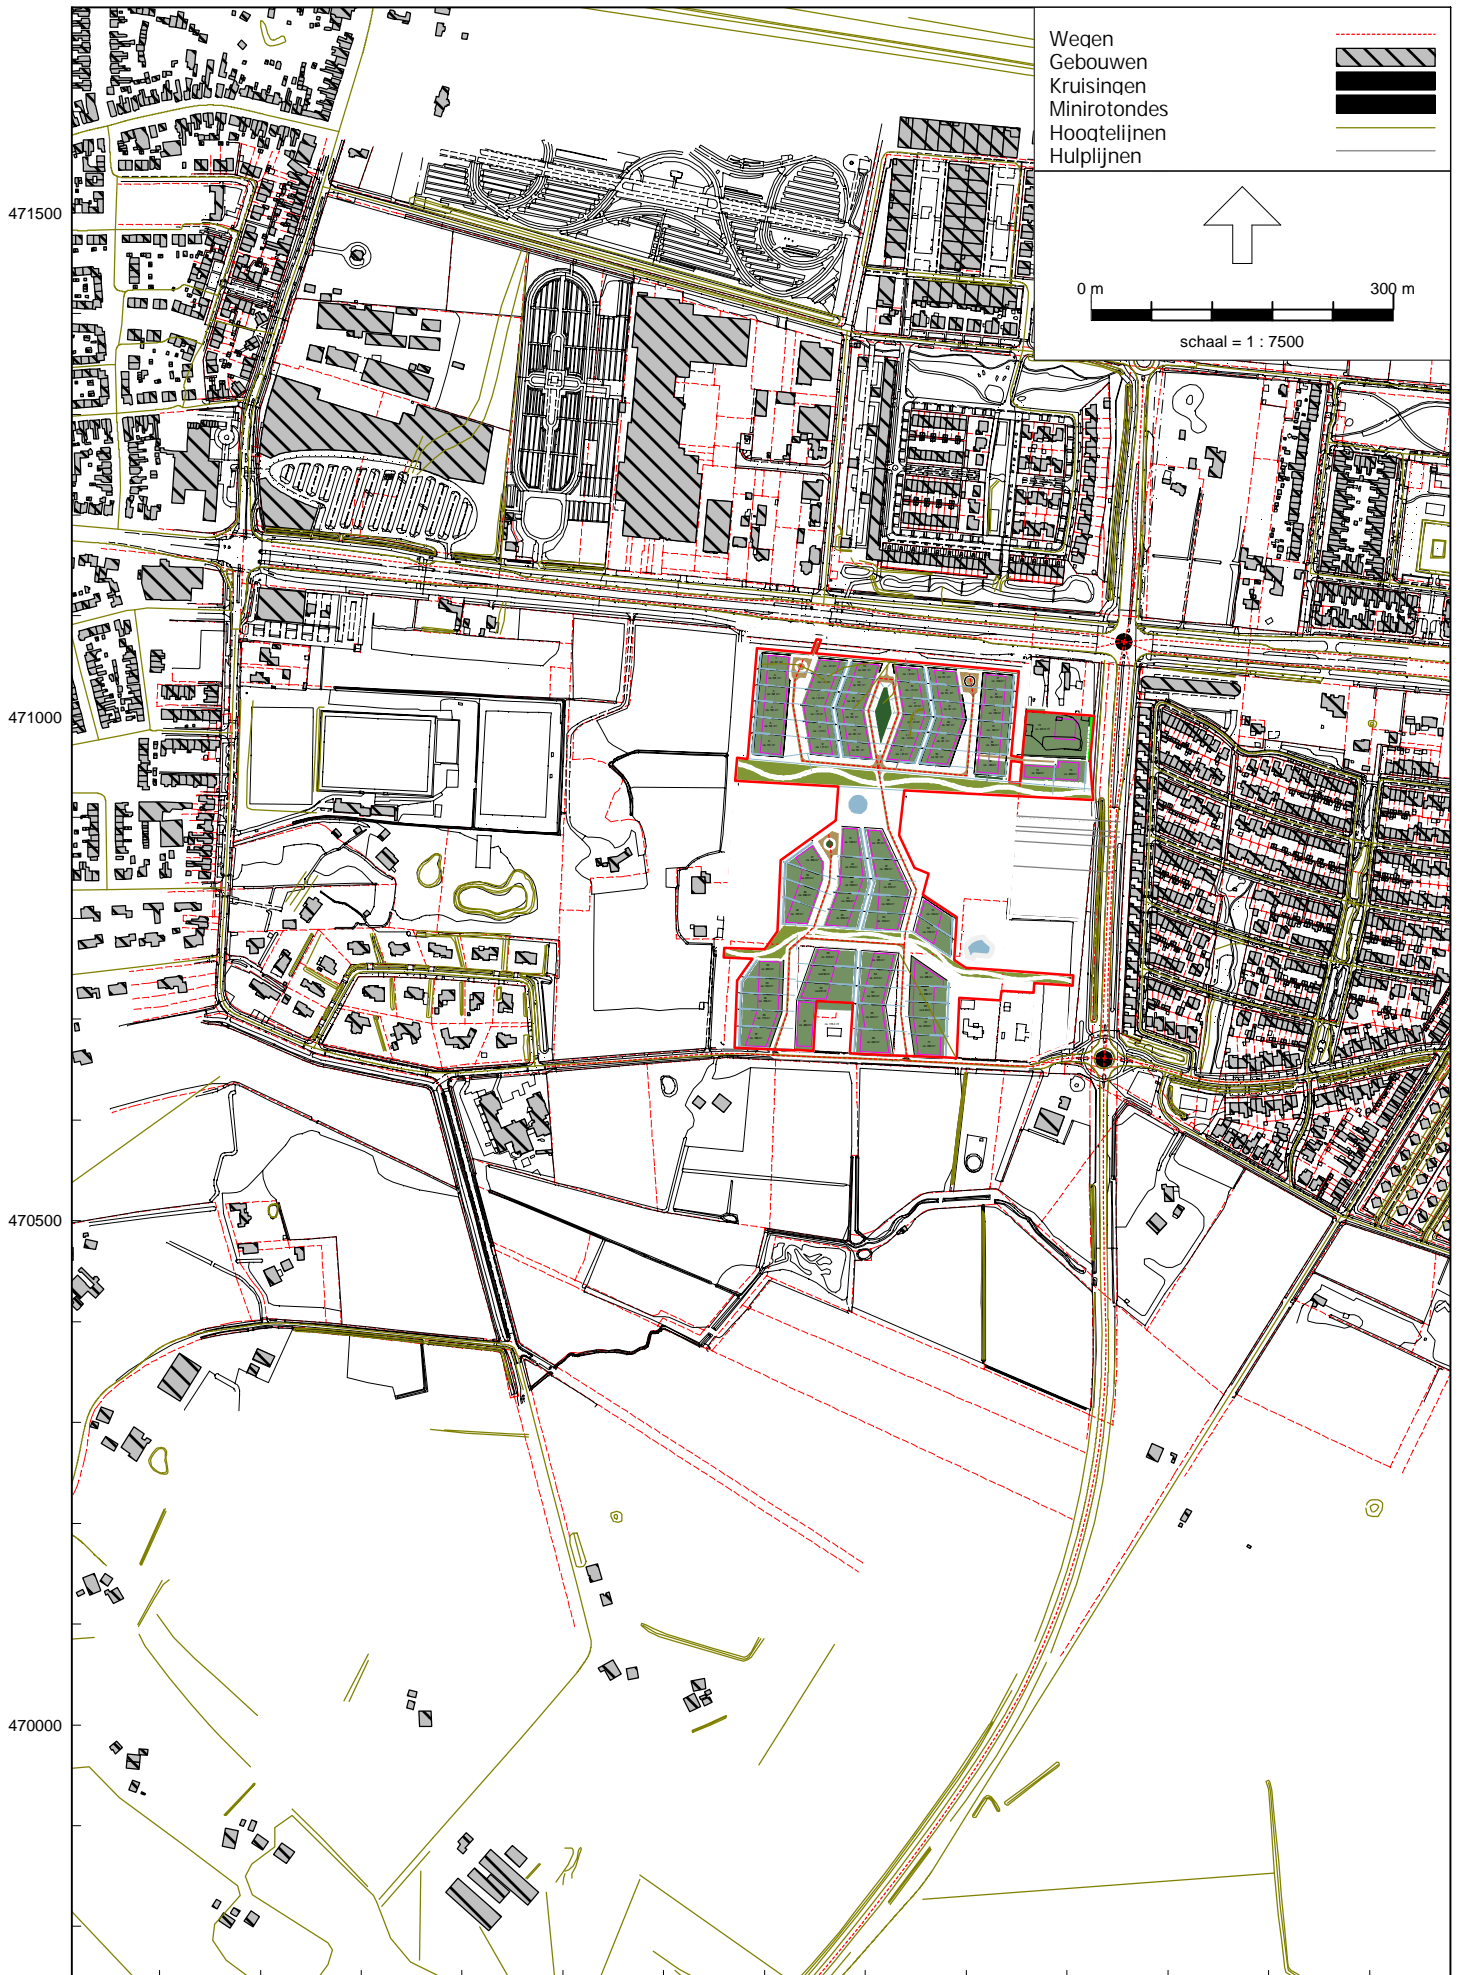 Wegen
Gebouwen
Kruisingen
Minirotondes
Hoogtelijnen
Hulplijnen
0 m 300 m
schaal = 1 : 7500
471500
471000
470500
470000